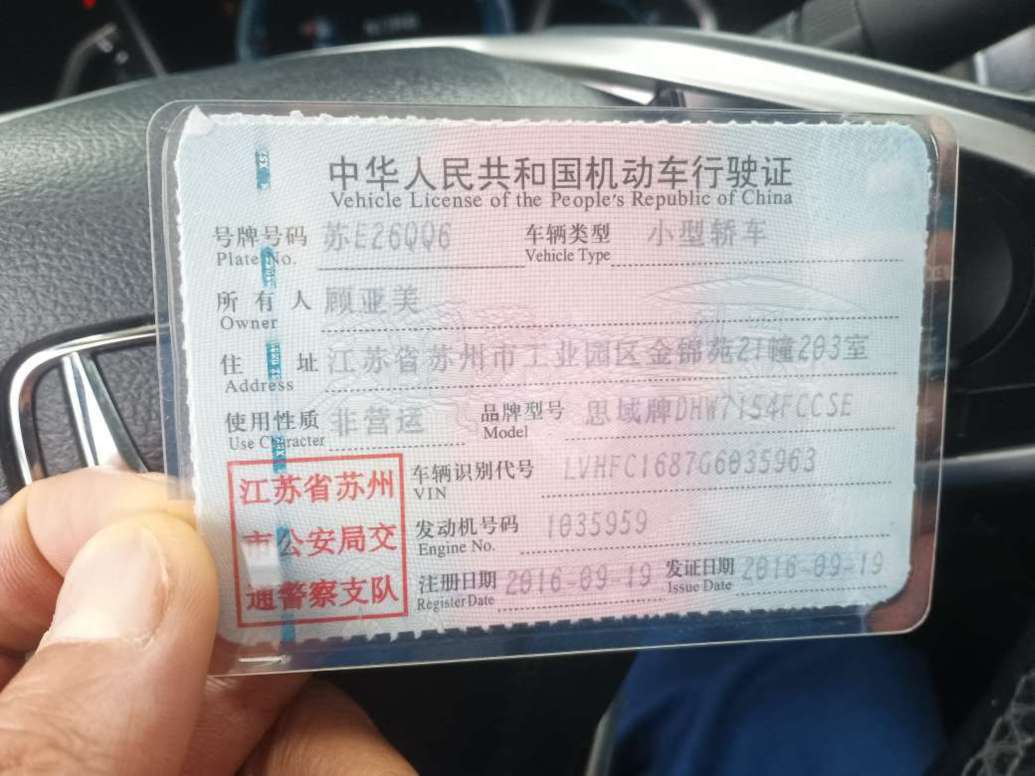 中华人民共和国机动车行驶证
Vehicle License of the People's Republic of China
号牌号码 苏E26QQ6 车辆类型 小型轿车
Plate No. Vehicle Type
所有人 顾亚美
Owner
住址 江苏省苏州市工业园区金锦苑21幢203室
Address
使用性质 非营运 品牌型号 思域牌DHW7154FCCSE
Use Character Model
江苏省苏州
市公安局交
通警察支队
车辆识别代号 LVHFC1687G6035963
VIN
发动机号码 1035959
Engine No.
注册日期 2016-09-19 发证日期 2016-09-19
Register Date Issue Date